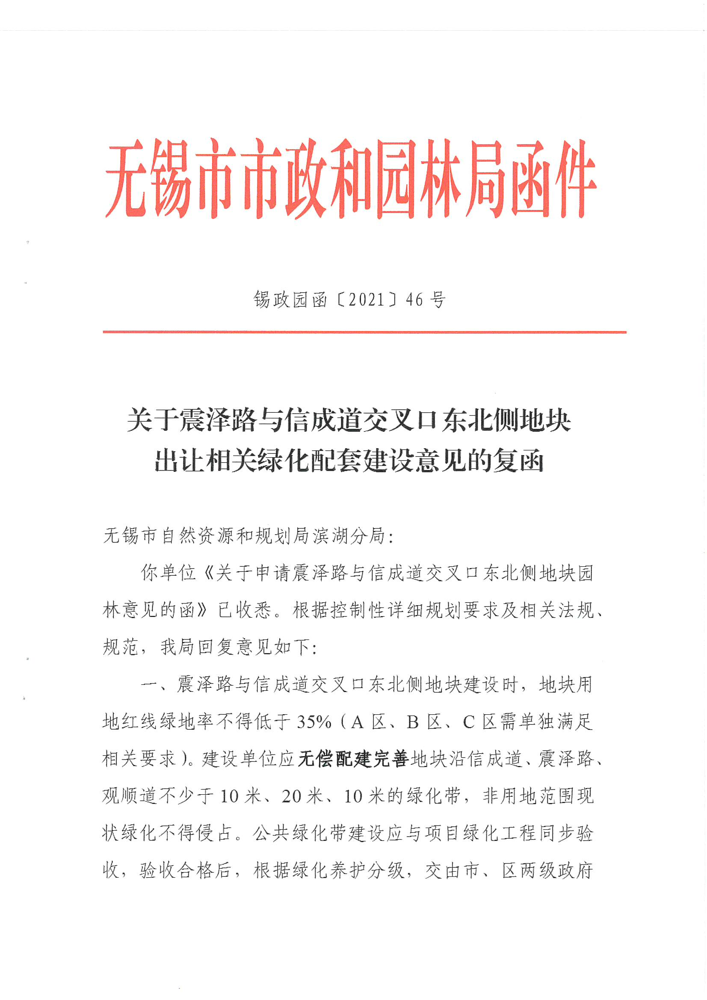 无锡市市政和园林局函件
锡政园函〔2021〕46 号
关于震泽路与信成道交叉口东北侧地块
出让相关绿化配套建设意见的复函
无锡市自然资源和规划局滨湖分局：
你单位《关于申请震泽路与信成道交叉口东北侧地块园
林意见的函》已收悉。根据控制性详细规划要求及相关法规、
规范，我局回复意见如下：
一、震泽路与信成道交叉口东北侧地块建设时，地块用
地红线绿地率不得低于 35%（A 区、B 区、C 区需单独满足
相关要求）。建设单位应无偿配建完善地块沿信成道、震泽路、
观顺道不少于 10 米、20 米、10 米的绿化带，非用地范围现
状绿化不得侵占。公共绿化带建设应与项目绿化工程同步验
收，验收合格后，根据绿化养护分级，交由市、区两级政府